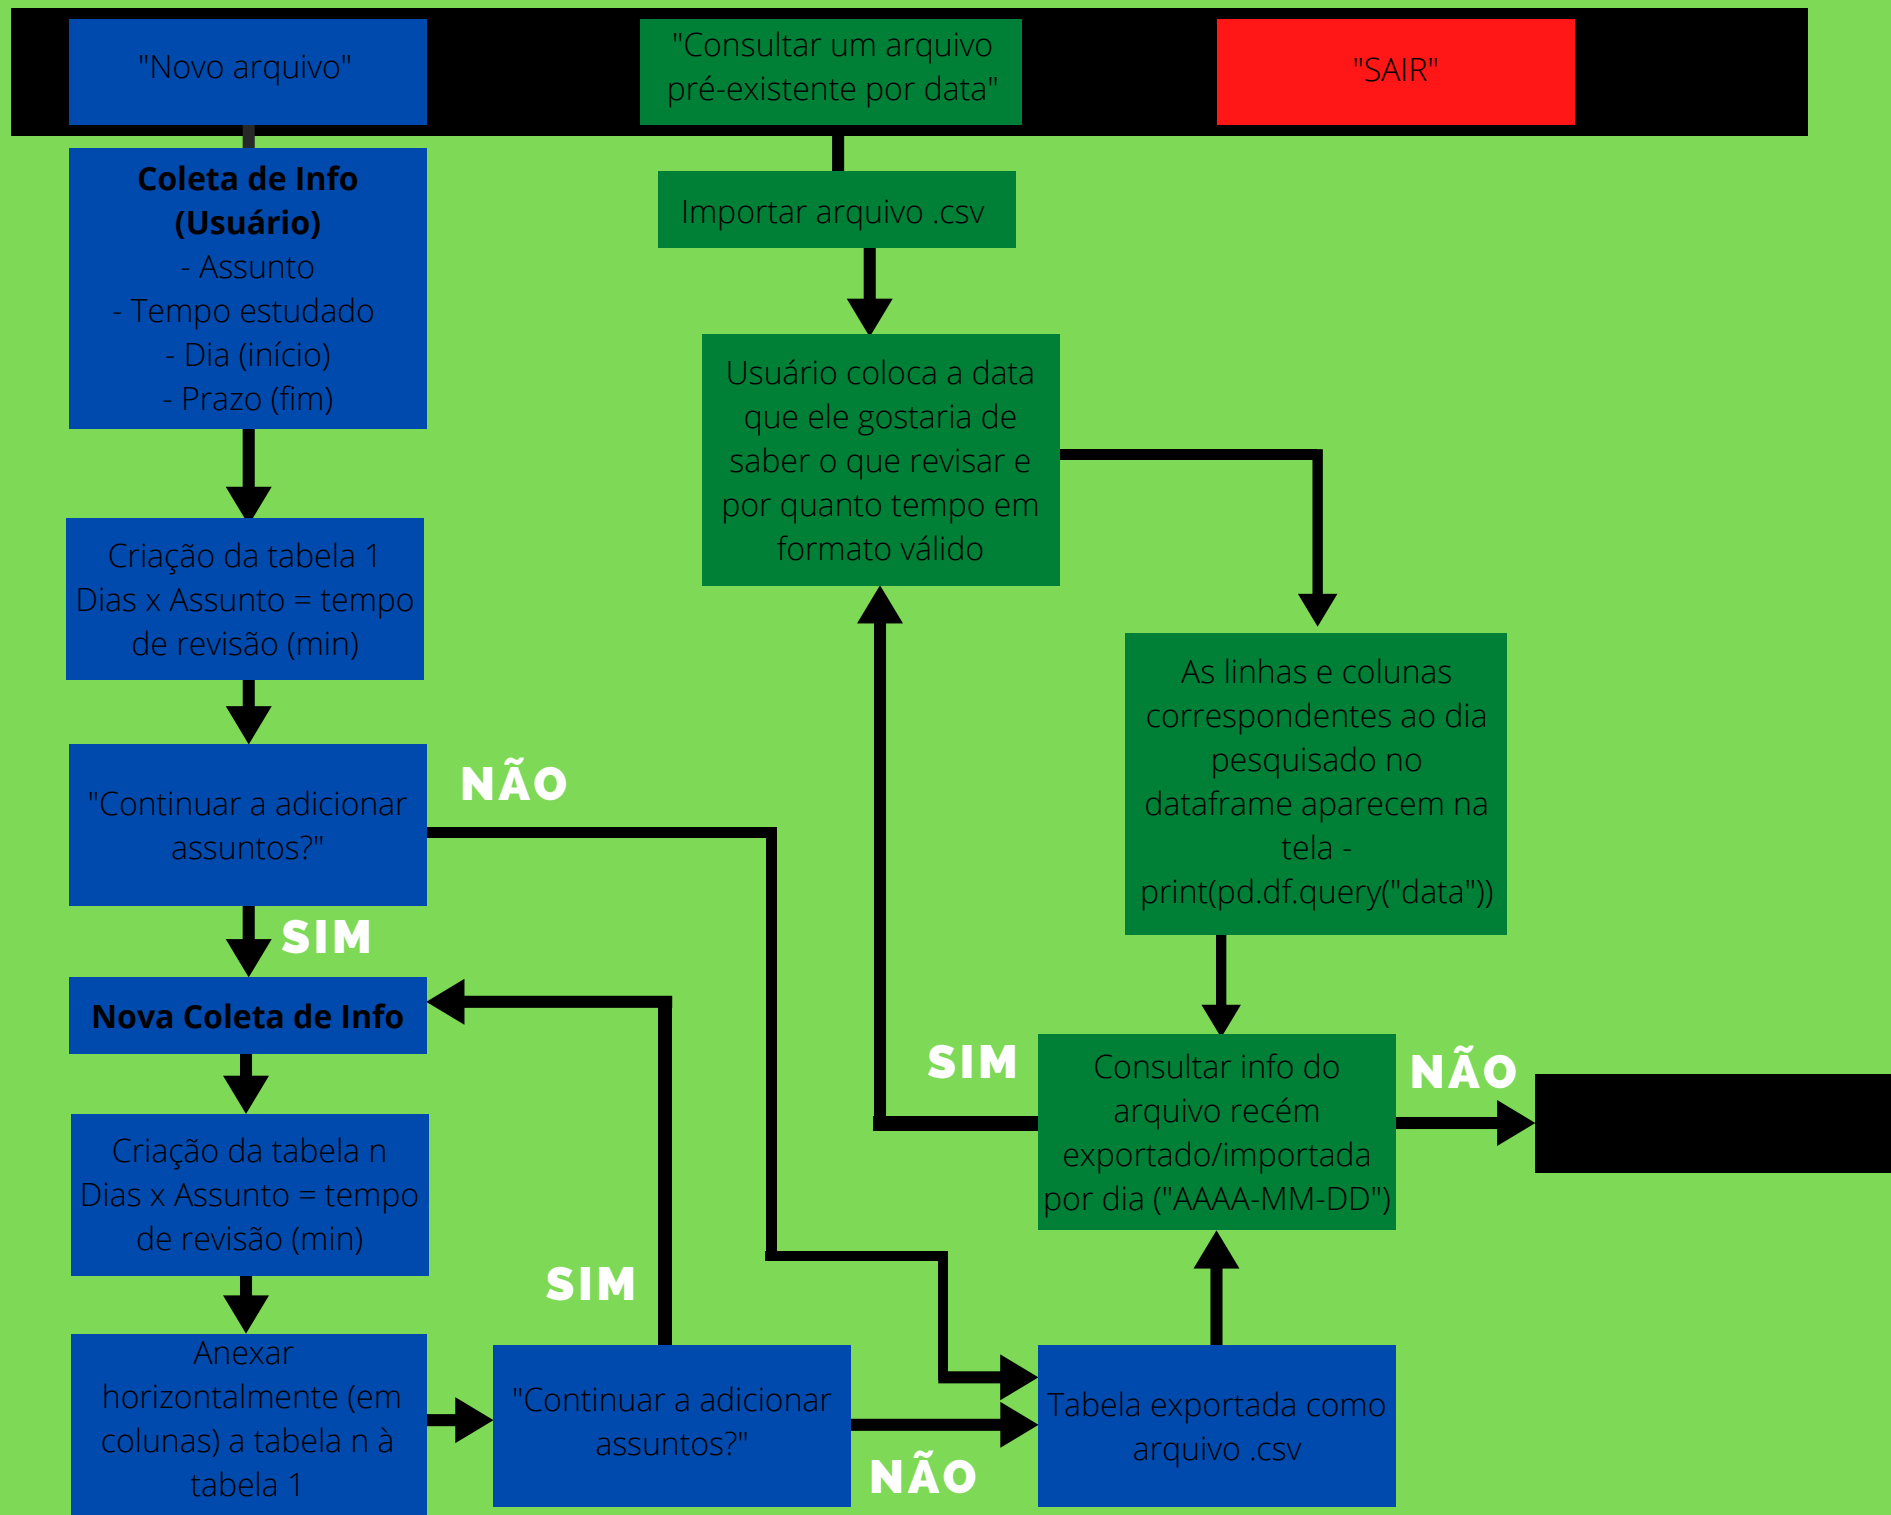 "Novo arquivo"
"Consultar um arquivo
pré-existente por data"
"SAIR"
Coleta de Info
(Usuário)
- Assunto
- Tempo estudado
- Dia (início)
- Prazo (fim)
Importar arquivo .csv
Usuário coloca a data
que ele gostaria de
saber o que revisar e
por quanto tempo em
formato válido
Criação da tabela 1
Dias x Assunto = tempo
de revisão (min)
As linhas e colunas
correspondentes ao dia
pesquisado no
dataframe aparecem na
tela -
print(pd.df.query("data"))
"Continuar a adicionar
assuntos?"
NÃO
SIM
Nova Coleta de Info
Criação da tabela n
Dias x Assunto = tempo
de revisão (min)
SIM
Consultar info do
arquivo recém
exportado/importada
por dia ("AAAA-MM-DD")
NÃO
Anexar
horizontalmente (em
colunas) a tabela n à
tabela 1
SIM
"Continuar a adicionar
assuntos?"
NÃO
Tabela exportada como
arquivo .csv